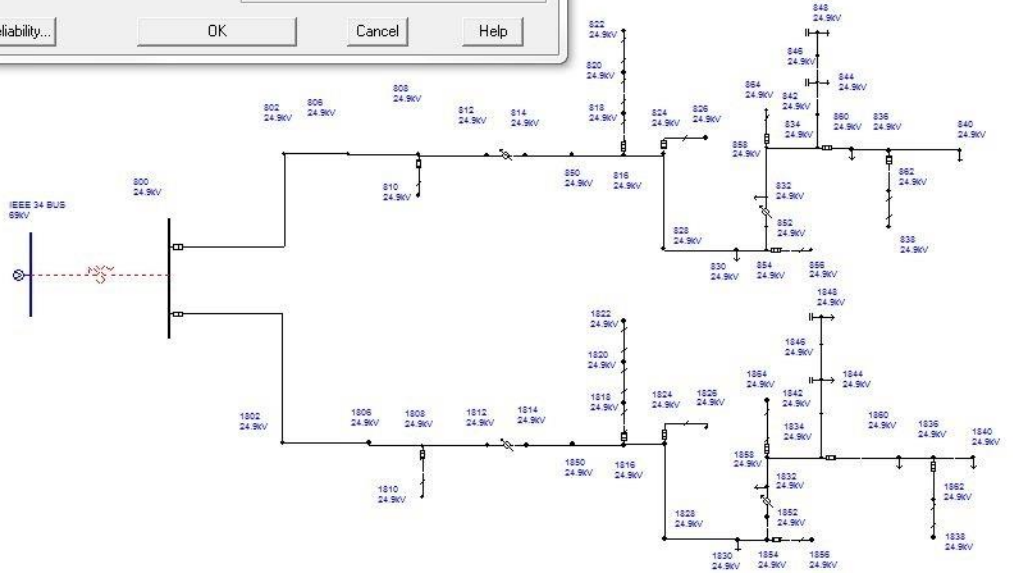 eliability...
OK
Cancel
Help
848
24.9kV
822
24.9kV
846
24.9kV
820
24.9kV
844
24.9kV
864
24.9kV
842
24.9kV
808
24.9kV
802
24.9kV
806
24.9kV
812
24.9kV
814
24.9kV
818
24.9kV
824
24.9kV
826
24.9kV
834
24.9kV
860
24.9kV
836
24.9kV
840
24.9kV
858
24.9kV
850
24.9kV
816
24.9kV
862
24.9kV
800
24.9kV
810
24.9kV
832
24.9kV
IEEE 34 BUS
69kV
852
24.9kV
828
24.9kV
838
24.9kV
830
24.9kV
854
24.9kV
856
24.9kV
1848
24.9kV
1822
24.9kV
1846
24.9kV
1820
24.9kV
1864
24.9kV
1844
24.9kV
1842
24.9kV
1818
24.9kV
1824
24.9kV
1826
24.9kV
1802
24.9kV
1806
24.9kV
1808
24.9kV
1812
24.9kV
1814
24.9kV
1834
24.9kV
1860
24.9kV
1836
24.9kV
1840
24.9kV
1858
24.9kV
1850
24.9kV
1816
24.9kV
1832
24.9kV
1810
24.9kV
1862
24.9kV
1828
24.9kV
1852
24.9kV
1838
24.9kV
1830
24.9kV
1854
24.9kV
1856
24.9kV